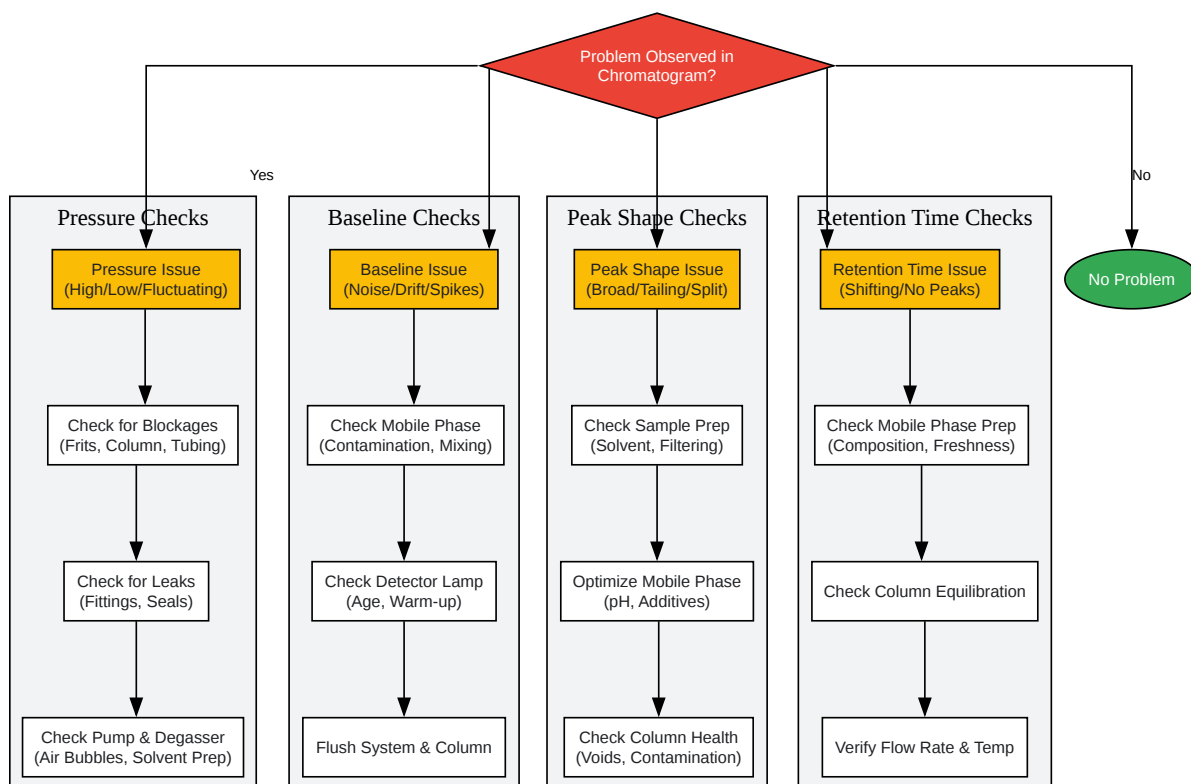 Problem Observed in
Chromatogram?
Yes
No
Pressure Checks
Pressure Issue
(High/Low/Fluctuating)
Check for Blockages
(Frits, Column, Tubing)
Check for Leaks
(Fittings, Seals)
Check Pump & Degasser
(Air Bubbles, Solvent Prep)
Baseline Checks
Baseline Issue
(Noise/Drift/Spikes)
Check Mobile Phase
(Contamination, Mixing)
Check Detector Lamp
(Age, Warm-up)
Flush System & Column
Peak Shape Checks
Peak Shape Issue
(Broad/Tailing/Split)
Check Sample Prep
(Solvent, Filtering)
Optimize Mobile Phase
(pH, Additives)
Check Column Health
(Voids, Contamination)
Retention Time Checks
Retention Time Issue
(Shifting/No Peaks)
Check Mobile Phase Prep
(Composition, Freshness)
Check Column Equilibration
Verify Flow Rate & Temp
No Problem